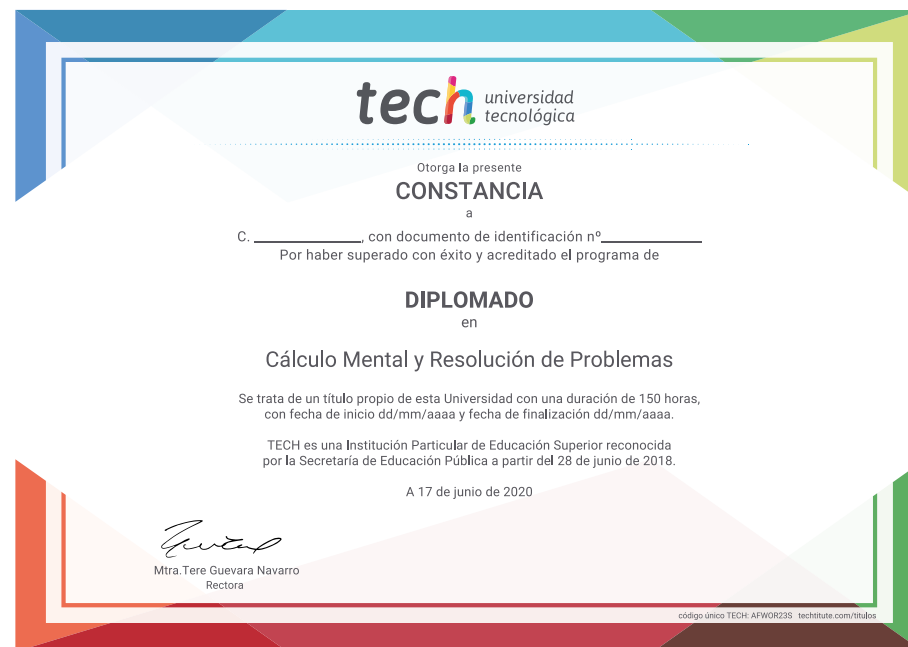 tech universidad
tecnológica
Otorga la presente
CONSTANCIA
a
C. ____________, con documento de identificación nº____________
Por haber superado con éxito y acreditado el programa de
DIPLOMADO
en
Cálculo Mental y Resolución de Problemas
Se trata de un título propio de esta Universidad con una duración de 150 horas,
con fecha de inicio dd/mm/aaaa y fecha de finalización dd/mm/aaaa.
TECH es una Institución Particular de Educación Superior reconocida
por la Secretaría de Educación Pública a partir del 28 de junio de 2018.
A 17 de junio de 2020
Mtra.Tere Guevara Navarro
Rectora
código único TECH: AFWOR23S techtitute.com/titulos